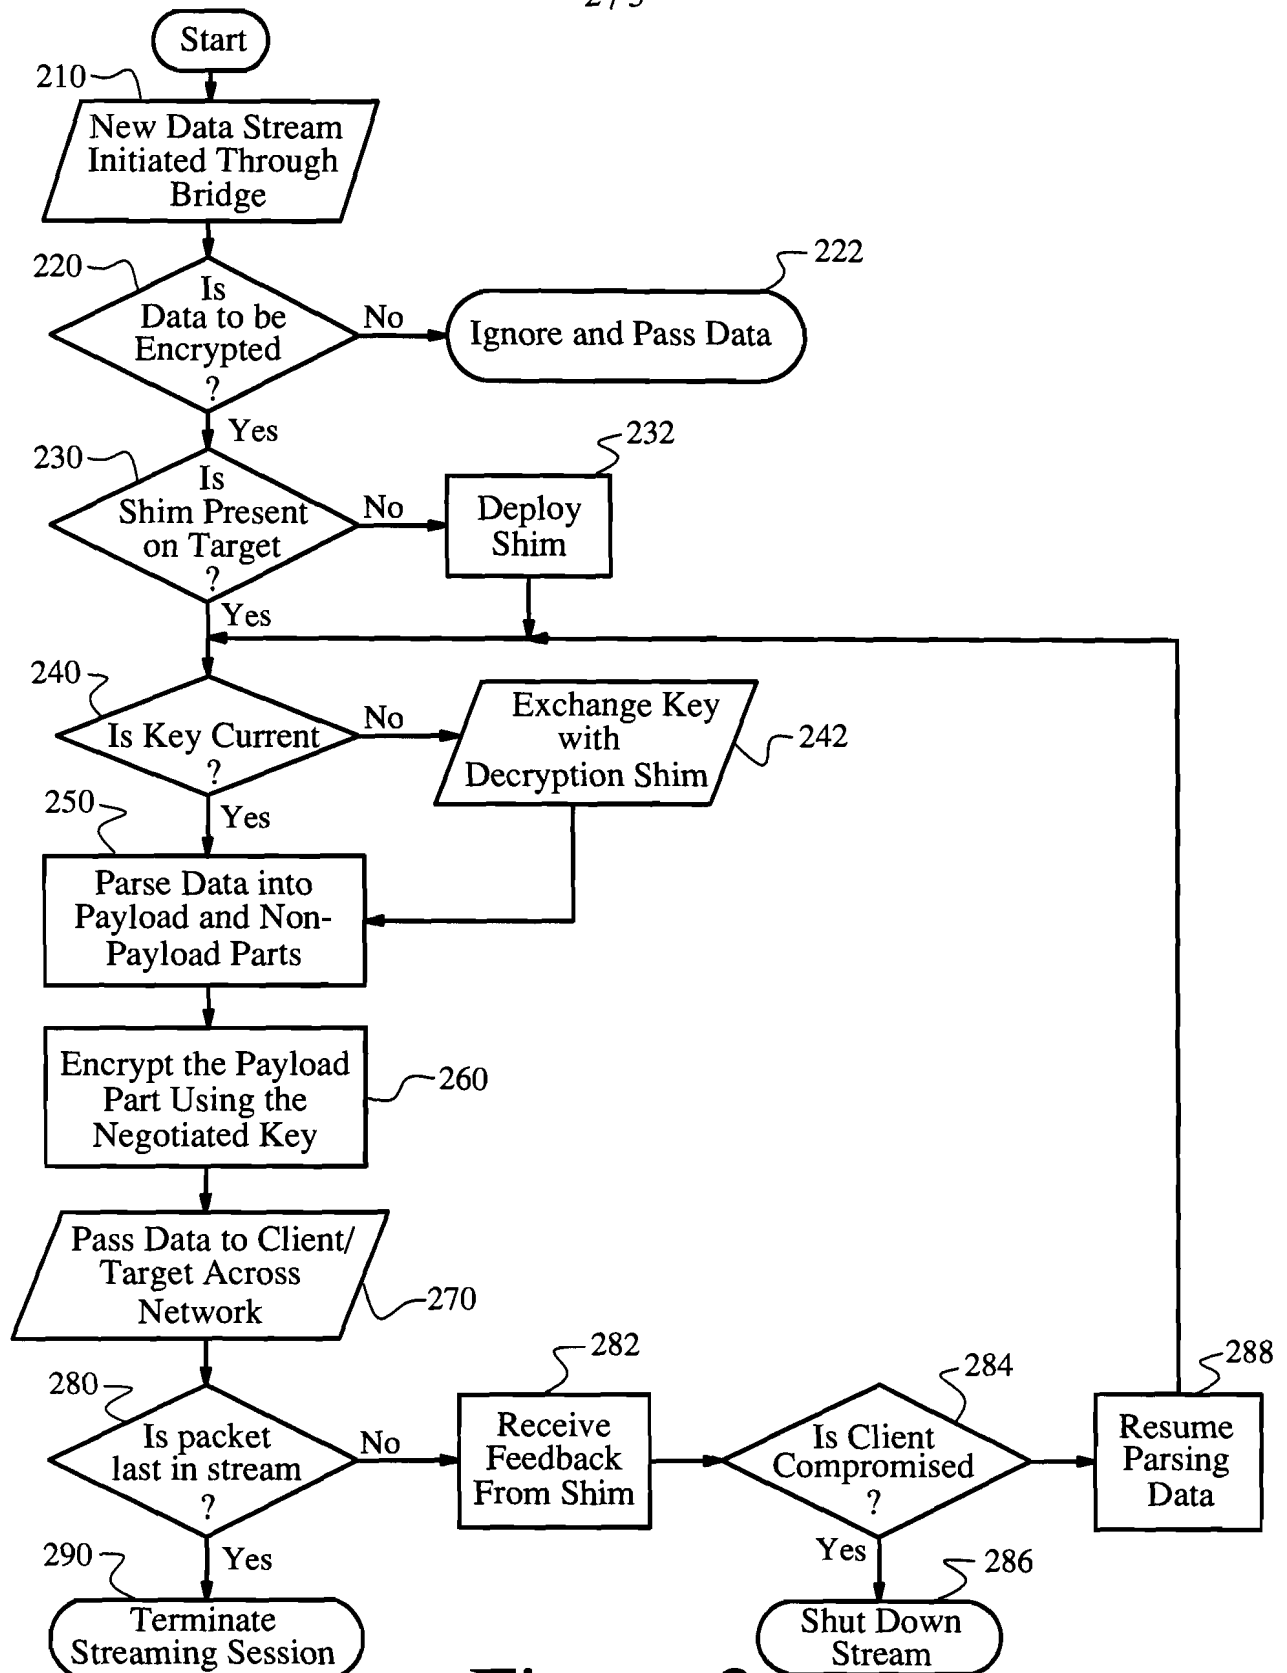 Start
210
New Data Stream
Initiated Through
Bridge
220
Is
Data to be
Encrypted
?
No
222
Ignore and Pass Data
Yes
230
Is
Shim Present
on Target
?
No
232
Deploy
Shim
Yes
240
Is Key Current
?
No
Exchange Key
with
Decryption Shim
242
Yes
250
Parse Data into
Payload and Non-
Payload Parts
Encrypt the Payload
Part Using the
Negotiated Key
260
Pass Data to Client/
Target Across
Network
270
280
Is packet
last in stream
?
No
282
Receive
Feedback
From Shim
284
Is Client
Compromised
?
288
Resume
Parsing
Data
Yes
290
Terminate
Streaming Session
Yes
286
Shut Down
Stream